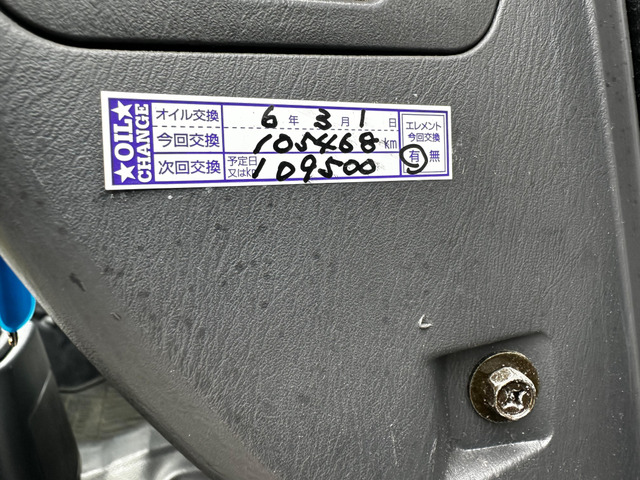 ★OIL★
CHANGE
オイル交換 6年 3月 1日
今回交換 105468km
次回交換 予定日又はKm 109500
エレメント
今回交換
有 無